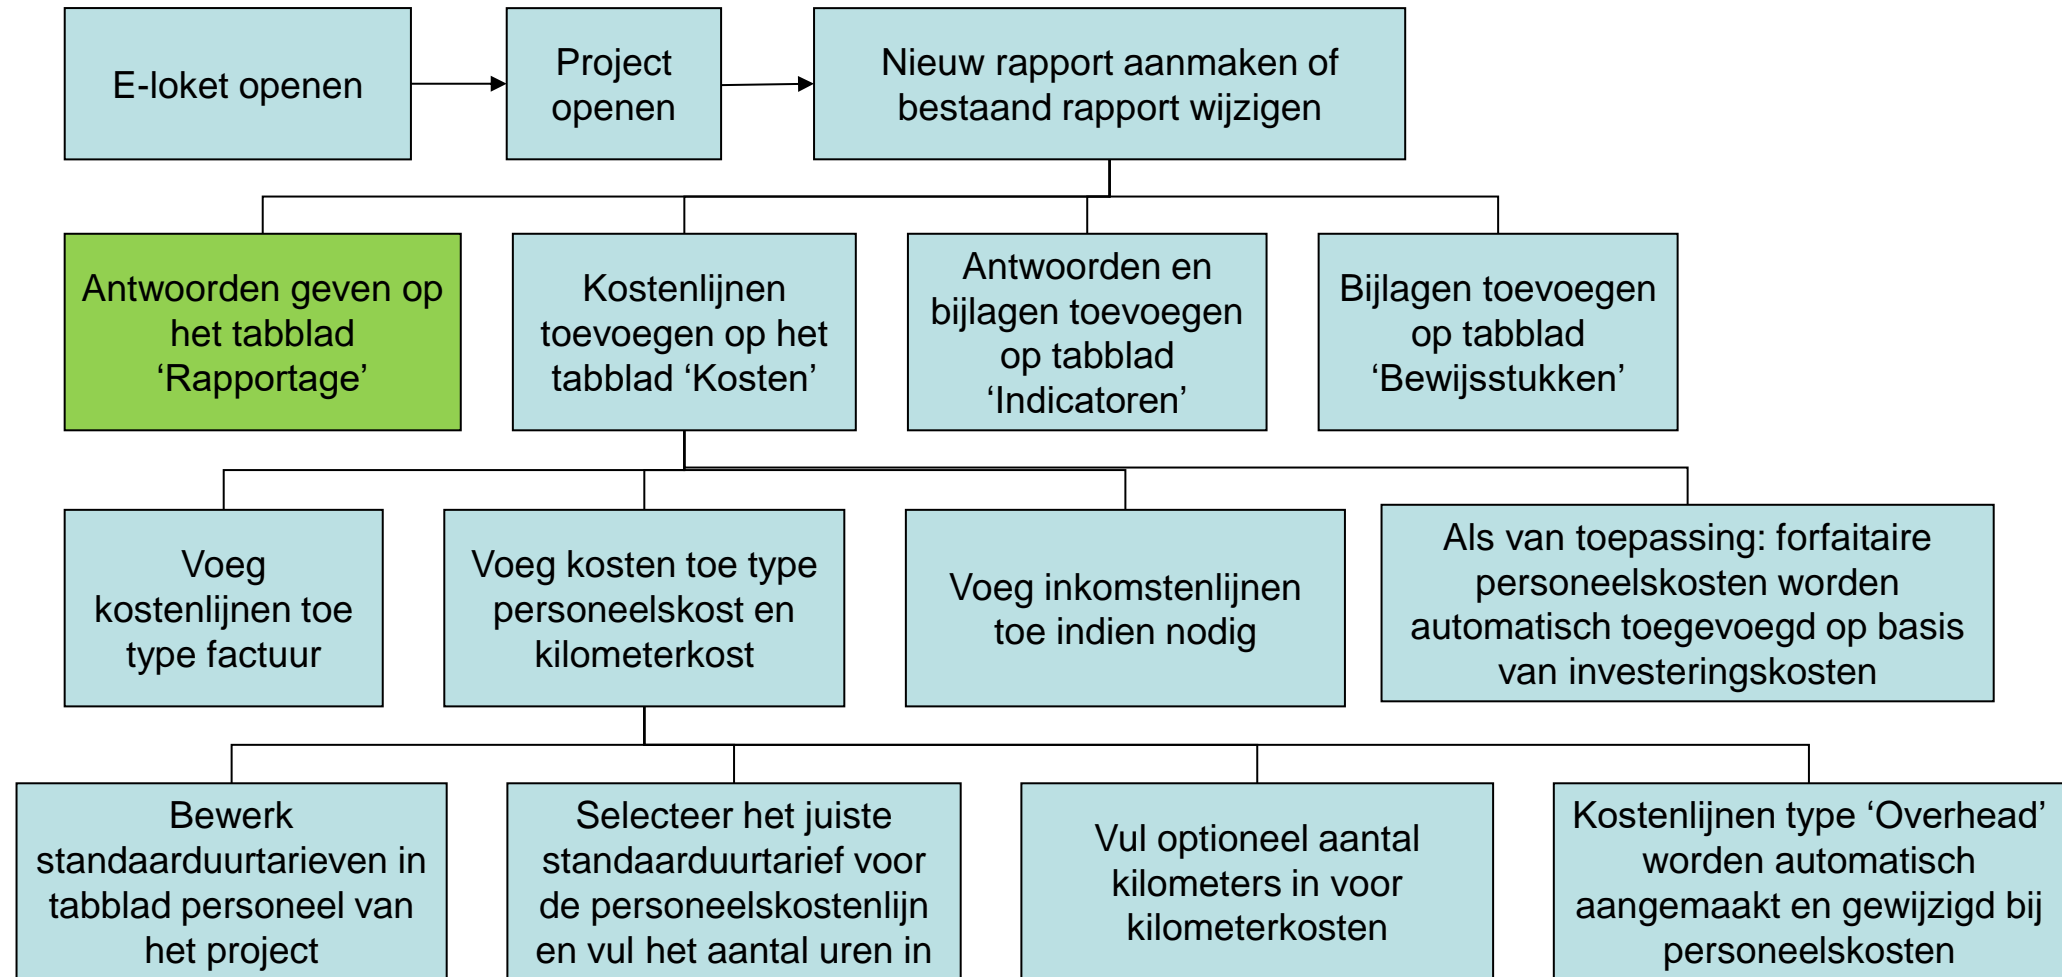 E-loket openen
Project
openen
Nieuw rapport aanmaken of
bestaand rapport wijzigen
Antwoorden geven op
het tabblad
‘Rapportage’
Kostenlijnen
toevoegen op het
tabblad ‘Kosten’
Antwoorden en
bijlagen toevoegen
op tabblad
‘Indicatoren’
Bijlagen toevoegen
op tabblad
‘Bewijsstukken’
Voeg
kostenlijnen toe
type factuur
Voeg kosten toe type
personeelskost en
kilometerkost
Voeg inkomstenlijnen
toe indien nodig
Als van toepassing: forfaitaire
personeelskosten worden
automatisch toegevoegd op basis
van investeringskosten
Bewerk
standaarduurtarieven in
tabblad personeel van
het project
Selecteer het juiste
standaarduurtarief voor
de personeelskostenlijn
en vul het aantal uren in
Vul optioneel aantal
kilometers in voor
kilometerkosten
Kostenlijnen type ‘Overhead’
worden automatisch
aangemaakt en gewijzigd bij
personeelskosten